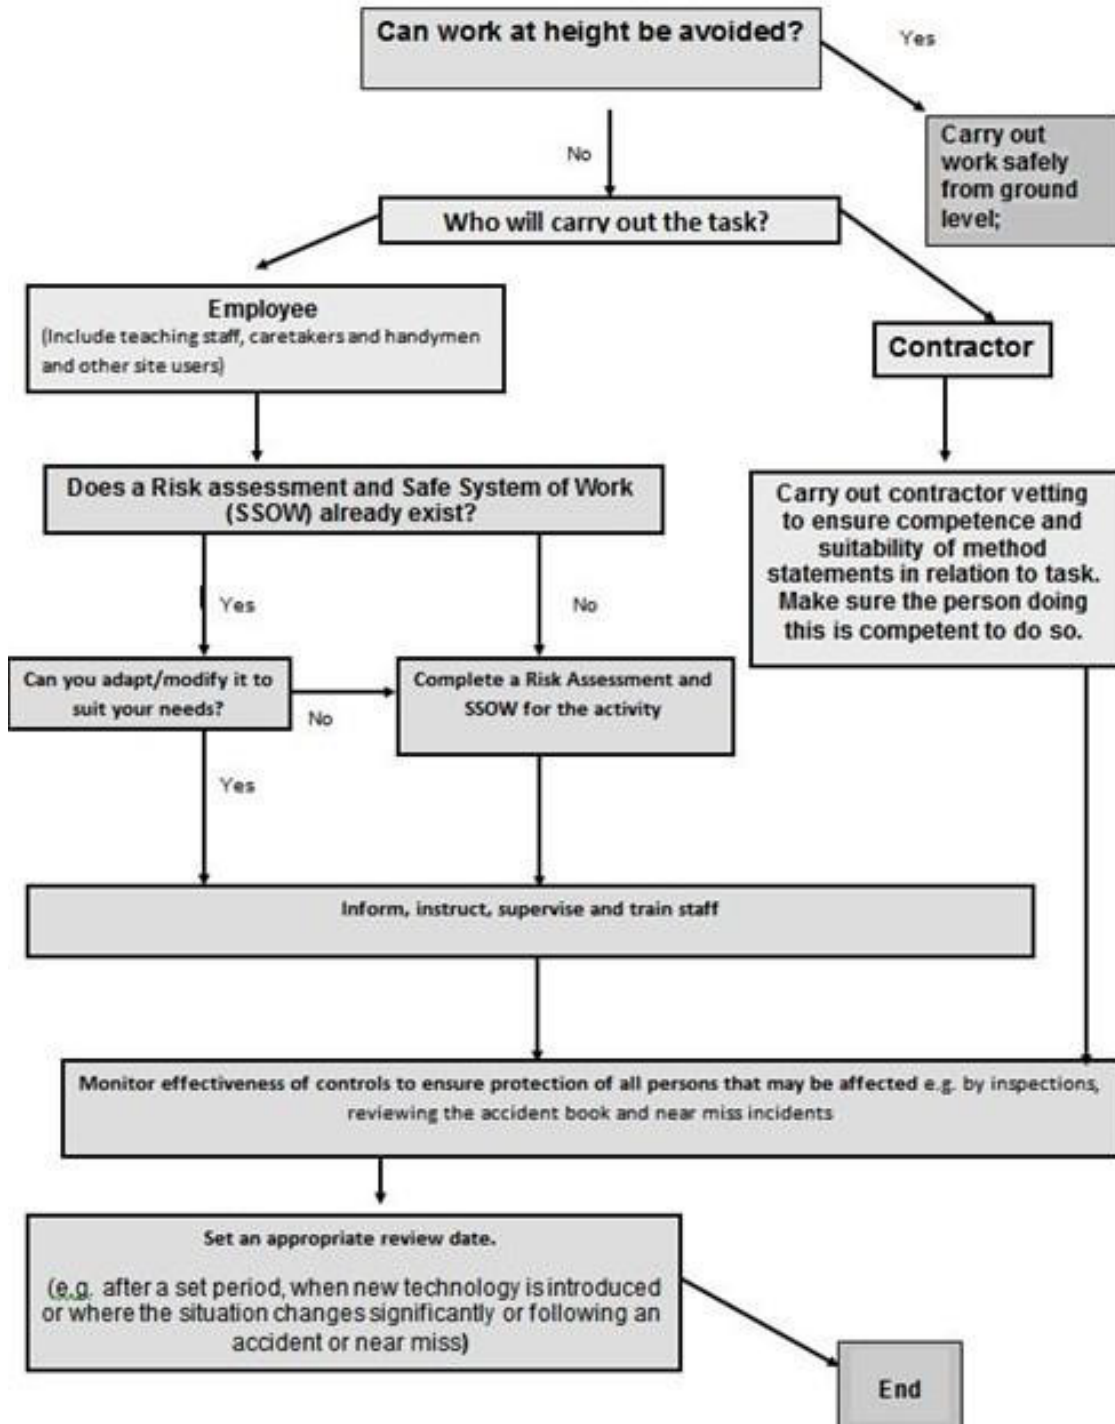 Can work at height be avoided?
Yes
Carry out
work safely
from ground
level;
No
Who will carry out the task?
Employee
(Include teaching staff, caretakers and handymen
and other site users)
Contractor
Does a Risk assessment and Safe System of Work
(SSOW) already exist?
Carry out contractor vetting
to ensure competence and
suitability of method
statements in relation to task.
Make sure the person doing
this is competent to do so.
Yes
No
Can you adapt/modify it to
suit your needs?
No
Complete a Risk Assessment and
SSOW for the activity
Yes
Inform, instruct, supervise and train staff
Monitor effectiveness of controls to ensure protection of all persons that may be affected e.g. by inspections,
reviewing the accident book and near miss incidents
Set an appropriate review date.
(e.g. after a set period, when new technology is introduced
or where the situation changes significantly or following an
accident or near miss)
End